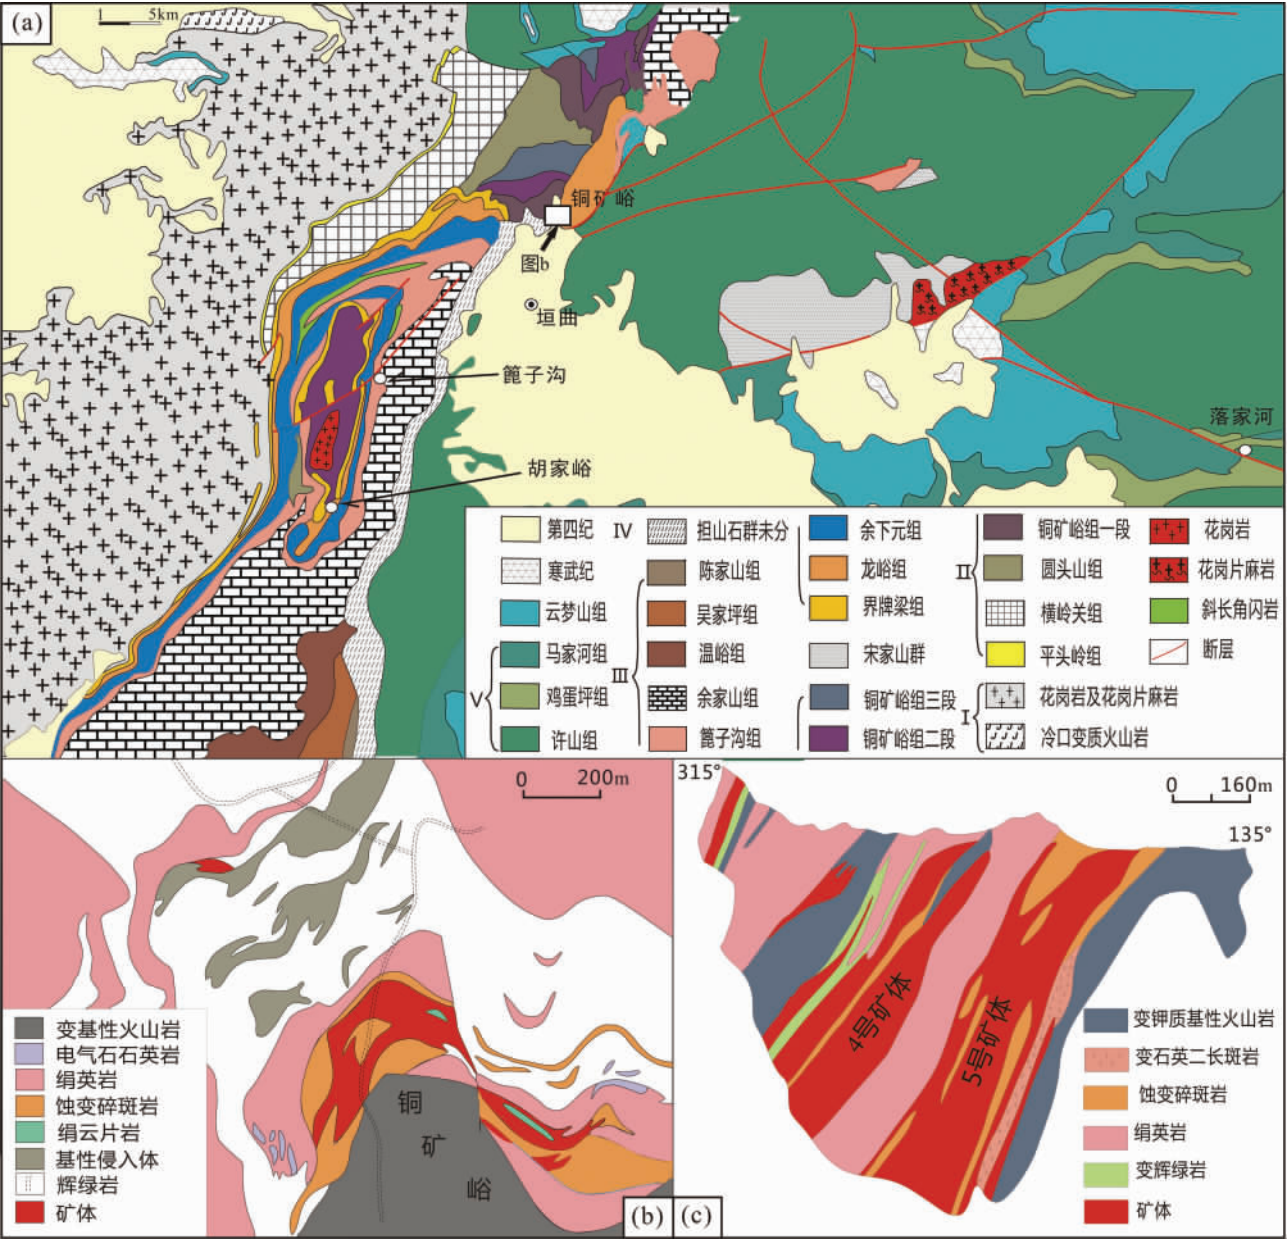 (a)
1 5km
铜矿峪
图b
垣曲
篦子沟
胡家峪
落家河
第四纪
寒武纪
云梦山组
V
马家河组
鸡蛋坪组
许山组
IV
担山石群未分
III
陈家山组
吴家坪组
温峪组
余家山组
篦子沟组
余下元组
龙峪组
界牌梁组
宋家山群
II
铜矿峪组三段
铜矿峪组二段
铜矿峪组一段
圆头山组
横岭关组
平头岭组
I
花岗岩及花岗片麻岩
冷口变质火山岩
花岗岩
花岗片麻岩
斜长角闪岩
断层
0 200m
铜
矿
峪
变基性火山岩
电气石石英岩
绢英岩
蚀变碎斑岩
绢云片岩
基性侵入体
辉绿岩
矿体
(b)
(c)
315°
0 160m
135°
4号矿体
5号矿体
变钾质基性火山岩
变石英二长斑岩
蚀变碎斑岩
绢英岩
变辉绿岩
矿体